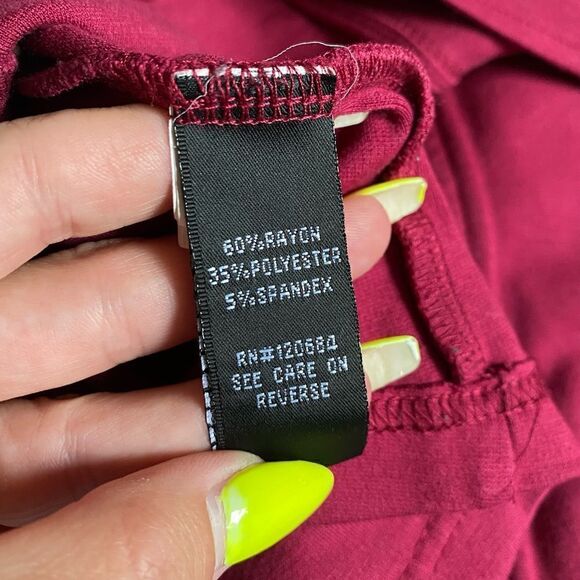 60%RAYON
35%POLYESTER
5%SPANDEX
RN#120684
SEE CARE ON
REVERSE